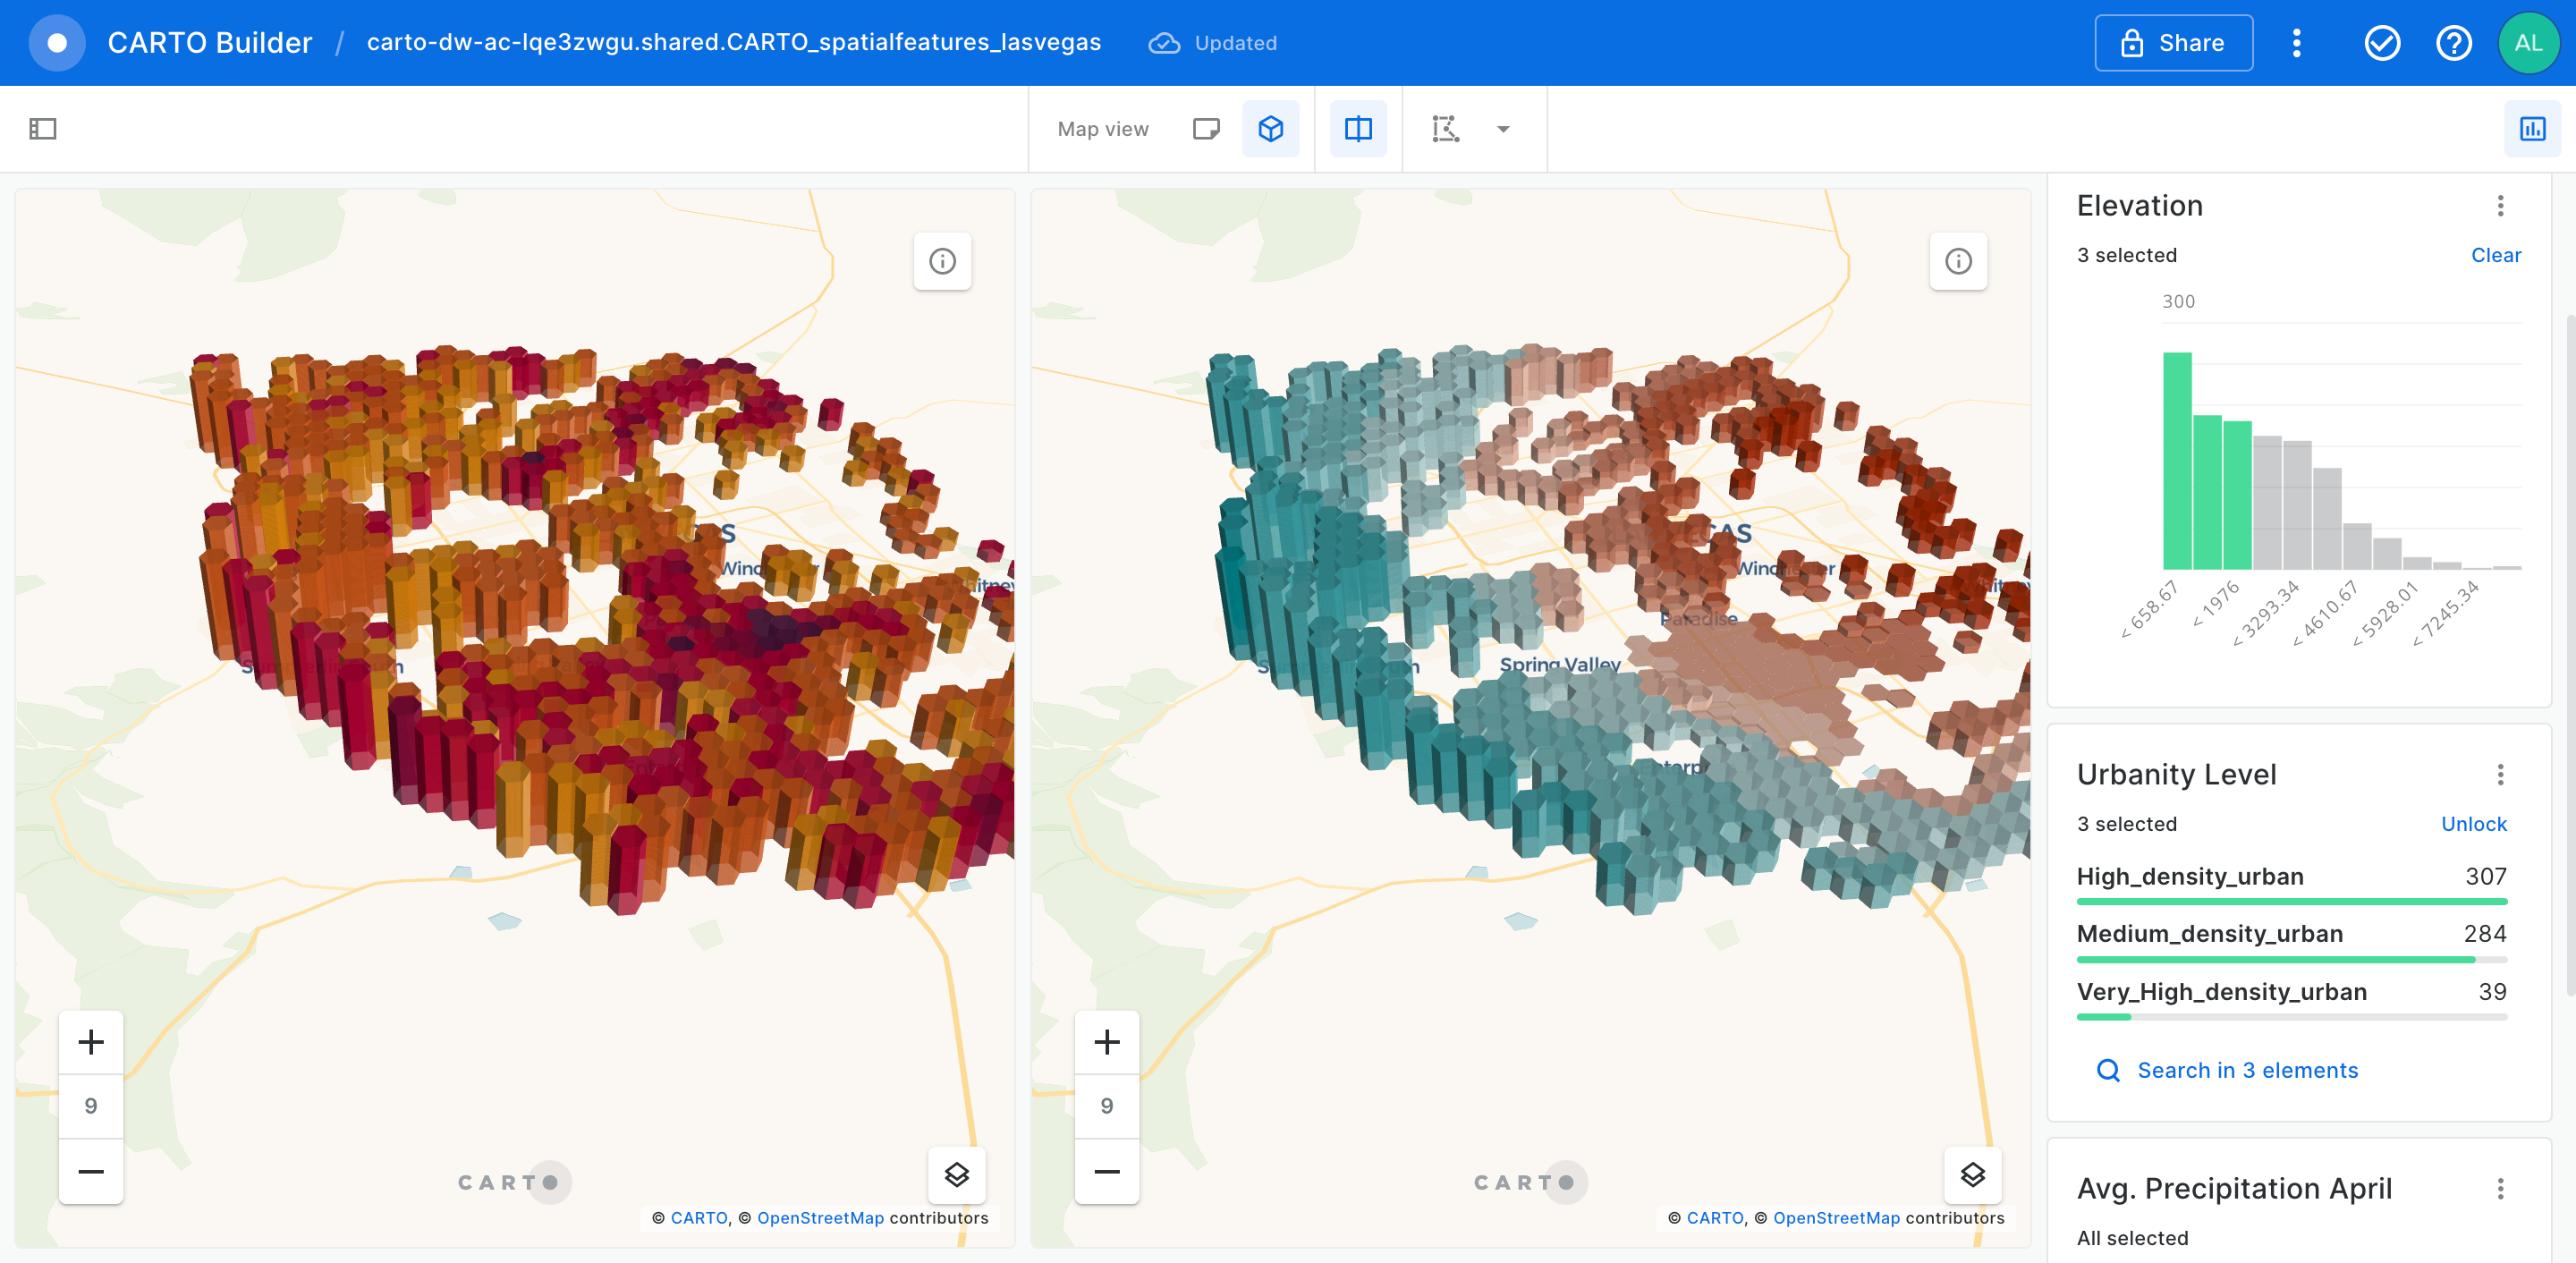 CARTO Builder / carto-dw-ac-lqe3zwgu.shared.CARTO_spatialfeatures_lasvegas Updated
Share
AL
Map view
Winchester
Paradise
Spring Valley
9
CARTO
© CARTO, © OpenStreetMap contributors
9
CARTO
© CARTO, © OpenStreetMap contributors
Elevation
3 selected
Clear
300
< 658.67
< 1976
< 3293.34
< 4610.67
< 5928.01
< 7245.34
Urbanity Level
3 selected
Unlock
High_density_urban 307
Medium_density_urban 284
Very_High_density_urban 39
Search in 3 elements
Avg. Precipitation April
All selected